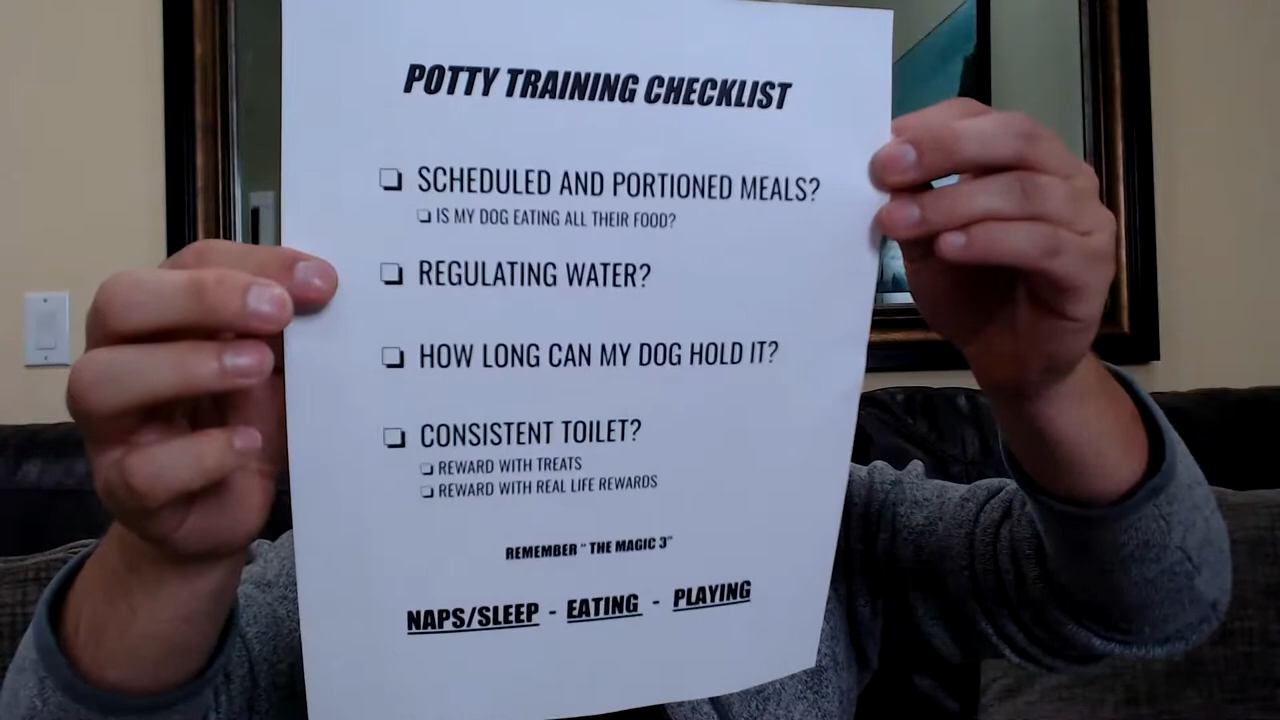 POTTY TRAINING CHECKLIST
❏ SCHEDULED AND PORTIONED MEALS?
❏ IS MY DOG EATING ALL THEIR FOOD?
❏ REGULATING WATER?
❏ HOW LONG CAN MY DOG HOLD IT?
❏ CONSISTENT TOILET?
❏ REWARD WITH TREATS
❏ REWARD WITH REAL LIFE REWARDS
REMEMBER " THE MAGIC 3"
NAPS/SLEEP - EATING - PLAYING